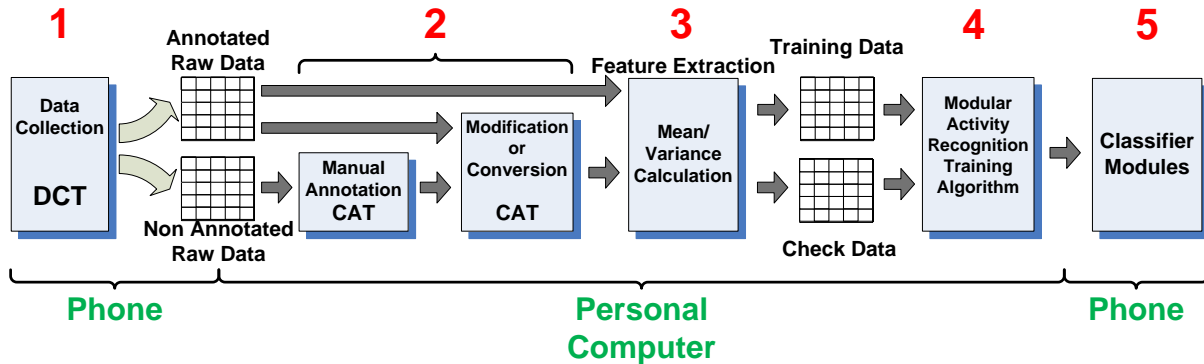 1
2
3
4
5
Annotated
Raw Data
Feature Extraction
Training Data
Data
Collection
DCT
Non Annotated
Raw Data
Manual
Annotation
CAT
Modification
or
Conversion
CAT
Mean/
Variance
Calculation
Check Data
Modular
Activity
Recognition
Training
Algorithm
Classifier
Modules
Phone
Personal
Computer
Phone